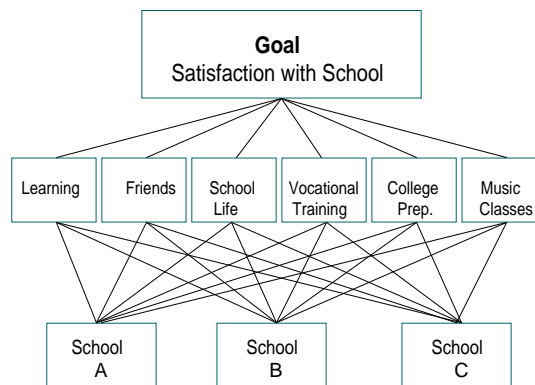 Goal
Satisfaction with School
Learning
Friends
School
Life
Vocational
Training
College
Prep.
Music
Classes
School
A
School
B
School
C